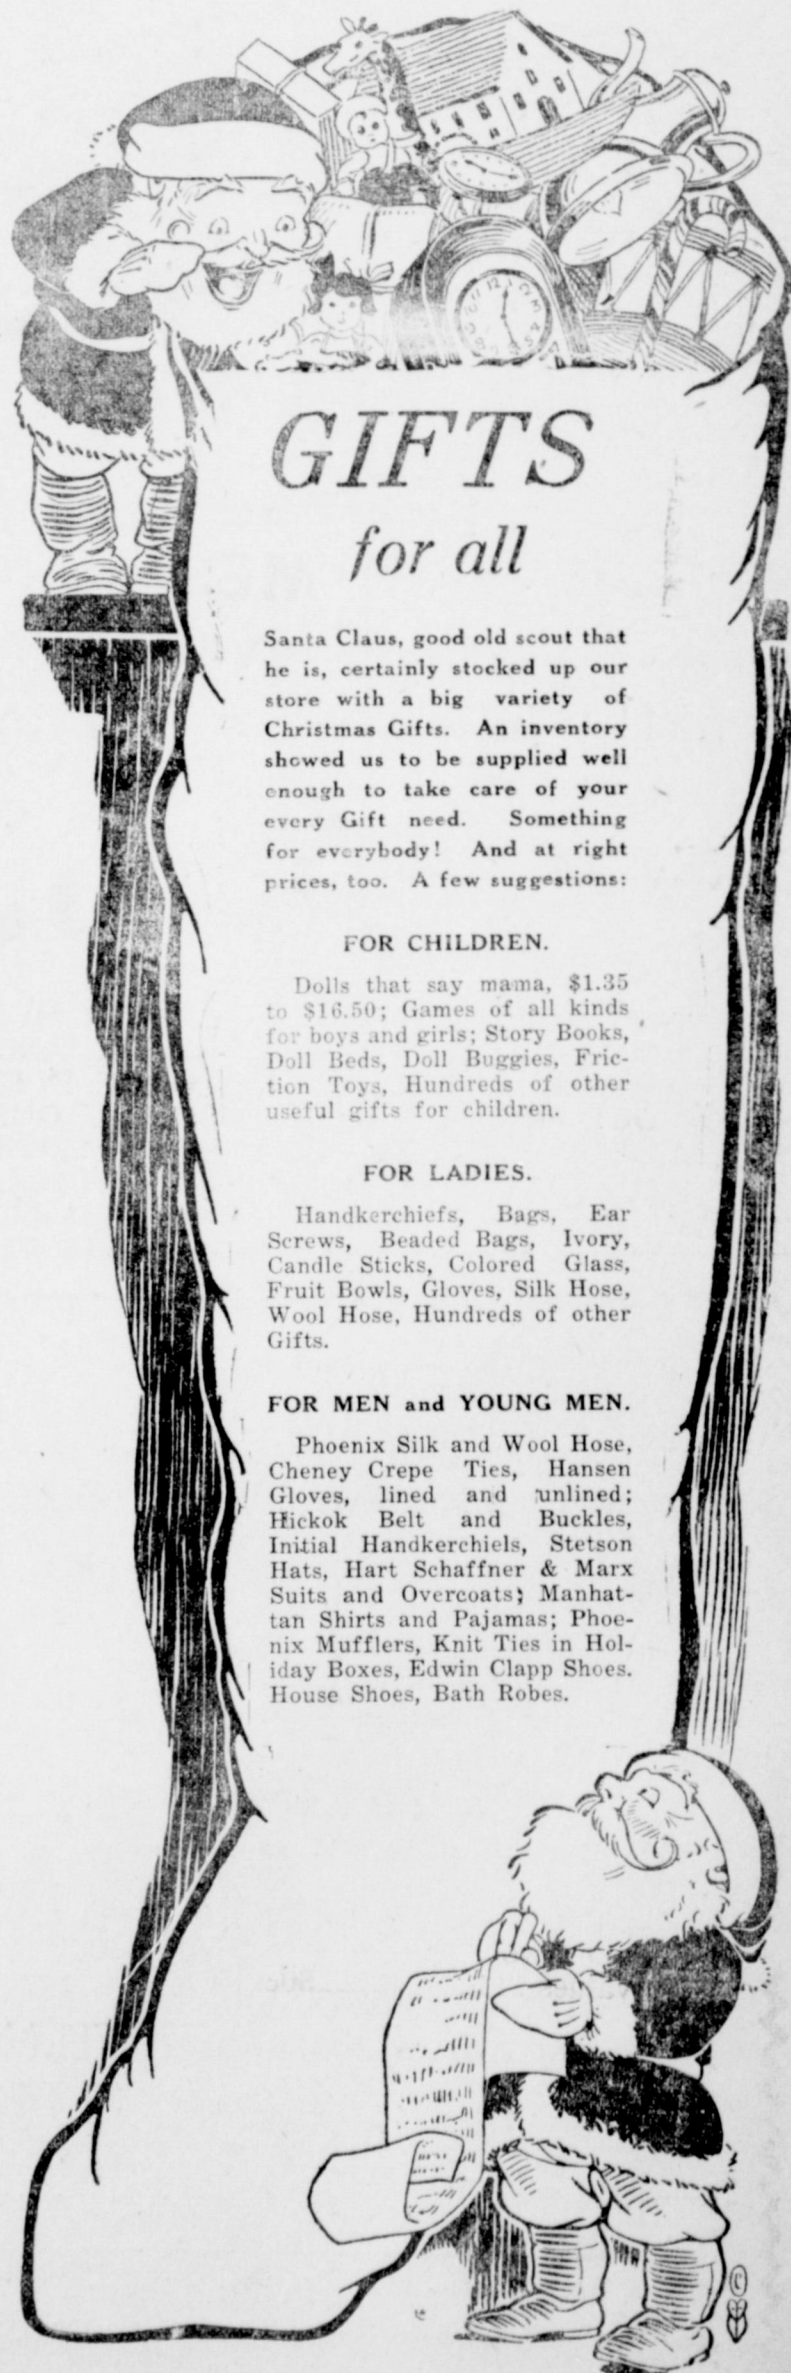 GIFTS
for all
Santa Claus, good old scout that
he is, certainly stocked up our
store with a big variety of
Christmas Gifts. An inventory
showed us to be supplied well
enough to take care of your
every Gift need. Something
for everybody! And at right
prices, too. A few suggestions:
FOR CHILDREN.
Dolls that say mama, $1.35
to $16.50; Games of all kinds
for boys and girls; Story Books,
Doll Beds, Doll Buggies, Fric-
tion Toys, Hundreds of other
useful gifts for children.
FOR LADIES.
Handkerchiefs, Bags, Ear
Screws, Beaded Bags, Ivory,
Candle Sticks, Colored Glass,
Fruit Bowls, Gloves, Silk Hose,
Wool Hose, Hundreds of other
Gifts.
FOR MEN and YOUNG MEN.
Phoenix Silk and Wool Hose,
Cheney Crepe Ties, Hansen
Gloves, lined and unlined;
Hickok Belt and Buckles,
Initial Handkerchiels, Stetson
Hats, Hart Schaffner & Marx
Suits and Overcoats; Manhat-
tan Shirts and Pajamas; Phoe-
nix Mufflers, Knit Ties in Hol-
iday Boxes, Edwin Clapp Shoes.
House Shoes, Bath Robes.
©